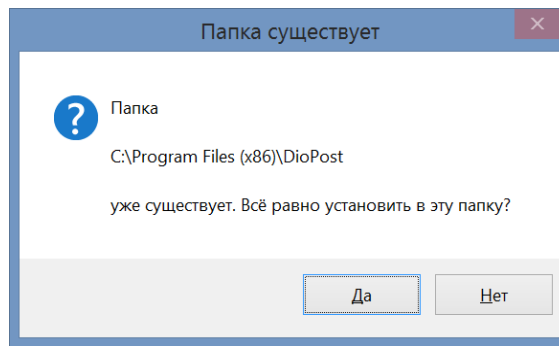 Папка существует
Папка
C:\Program Files (x86)\DioPost
уже существует. Всё равно установить в эту папку?
Да
Нет